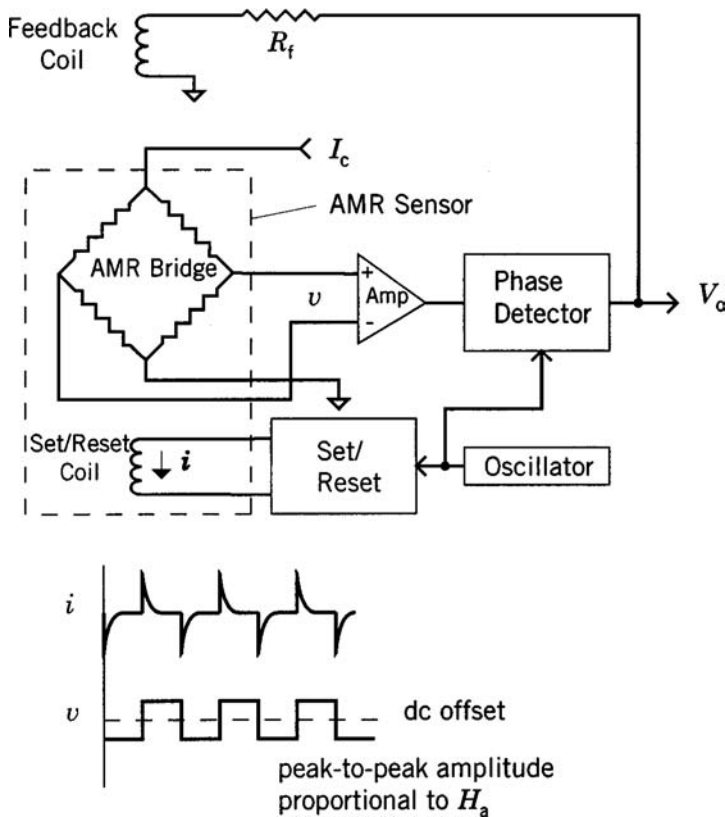 Feedback
Coil
R_f
I_c
AMR Sensor
AMR Bridge
v
+
Amp
-
Phase
Detector
V_o
Set/Reset
Coil
i
Set/
Reset
Oscillator
i
v
dc offset
peak-to-peak amplitude
proportional to H_a